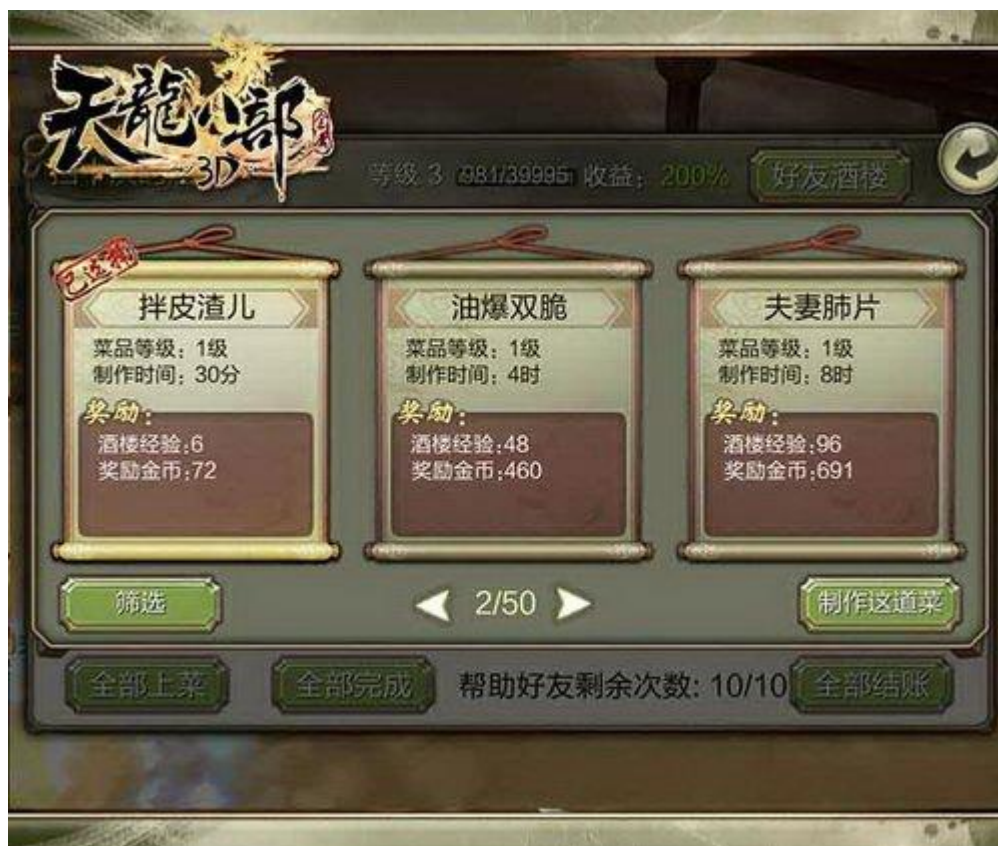 天龍八部
3D
等级 3 981/39995 收益：200% 好友酒楼
已选择
拌皮渣儿
菜品等级：1级
制作时间：30分
奖励：
酒楼经验:6
奖励金币:72
油爆双脆
菜品等级：1级
制作时间：4时
奖励：
酒楼经验:48
奖励金币:460
夫妻肺片
菜品等级：1级
制作时间：8时
奖励：
酒楼经验:96
奖励金币:691
筛选
2/50
制作这道菜
全部上菜
全部完成
帮助好友剩余次数: 10/10
全部结账